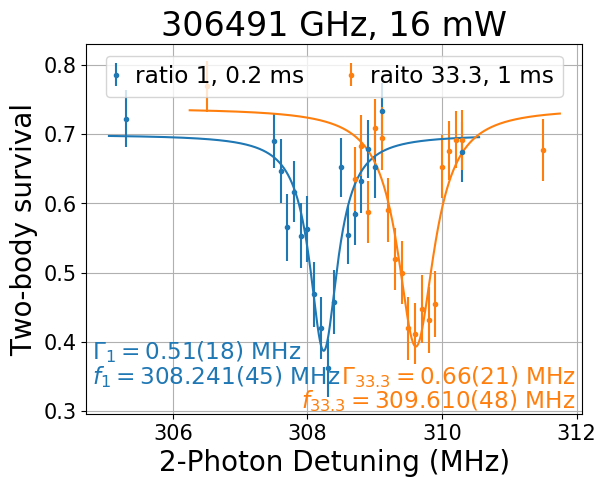 306491 GHz, 16 mW
ratio 1, 0.2 ms
raito 33.3, 1 ms
Two-body survival
0.8
0.7
0.6
0.5
0.4
0.3
Γ₁ = 0.51(18) MHz
f₁ = 308.241(45) MHz
Γ₃₃.₃ = 0.66(21) MHz
f₃₃.₃ = 309.610(48) MHz
306
308
310
312
2-Photon Detuning (MHz)